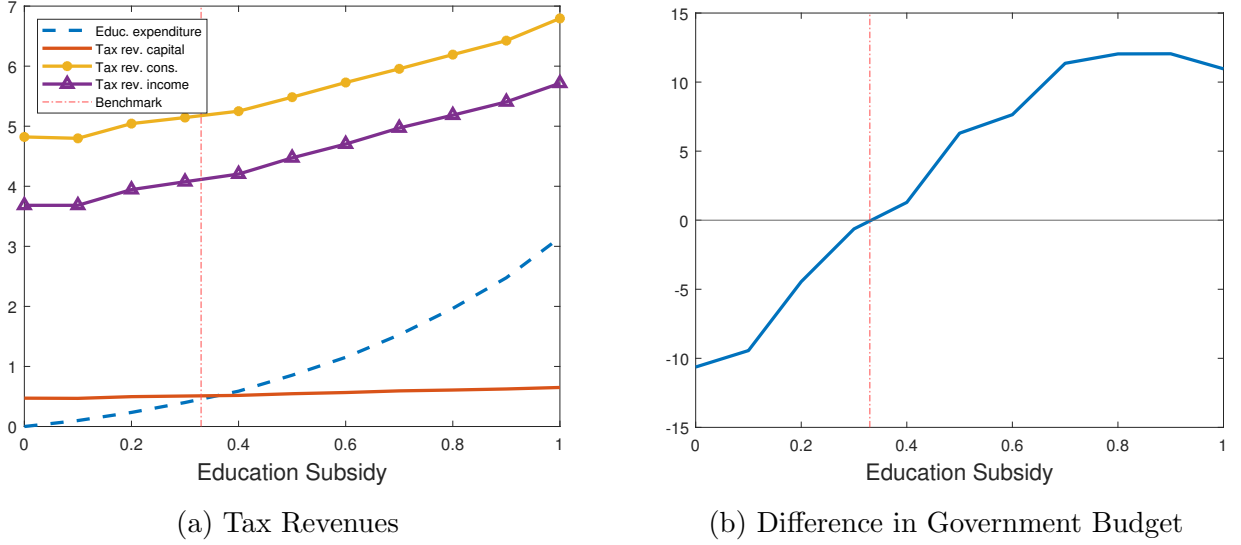 7
6
5
4
3
2
1
0
Educ. expenditure
Tax rev. capital
Tax rev. cons.
Tax rev. income
Benchmark
0 0.2 0.4 0.6 0.8 1
Education Subsidy
(a) Tax Revenues
15
10
5
0
-5
-10
-15
0 0.2 0.4 0.6 0.8 1
Education Subsidy
(b) Difference in Government Budget